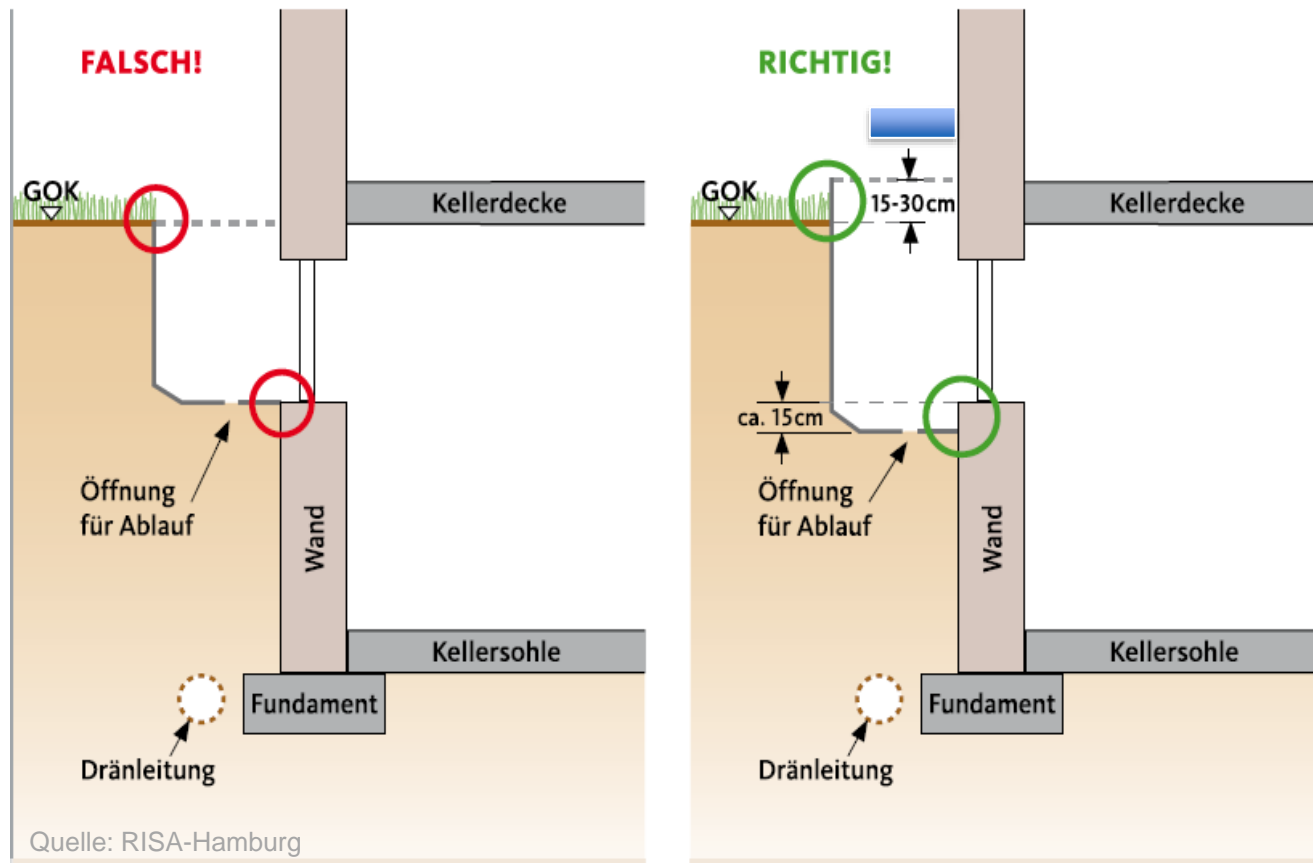 FALSCH!
GOK
Kellerdecke
Öffnung
für Ablauf
Wand
Kellersohle
Fundament
Dränleitung
Quelle: RISA-Hamburg
RICHTIG!
GOK
15-30cm
Kellerdecke
ca. 15cm
Öffnung
für Ablauf
Wand
Kellersohle
Fundament
Dränleitung